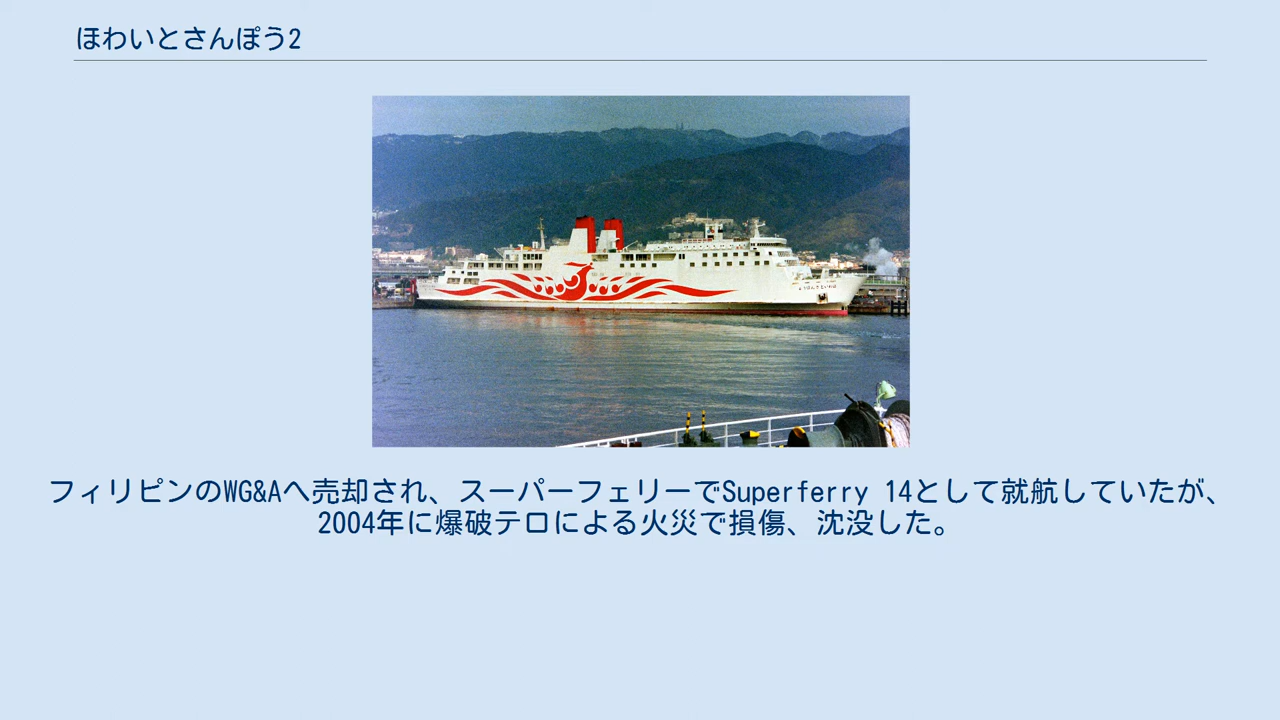 ほわいとさんぽう2
フィリピンのWG&Aへ売却され、スーパーフェリーでSuperferry 14として就航していたが、
2004年に爆破テロによる火災で損傷、沈没した。